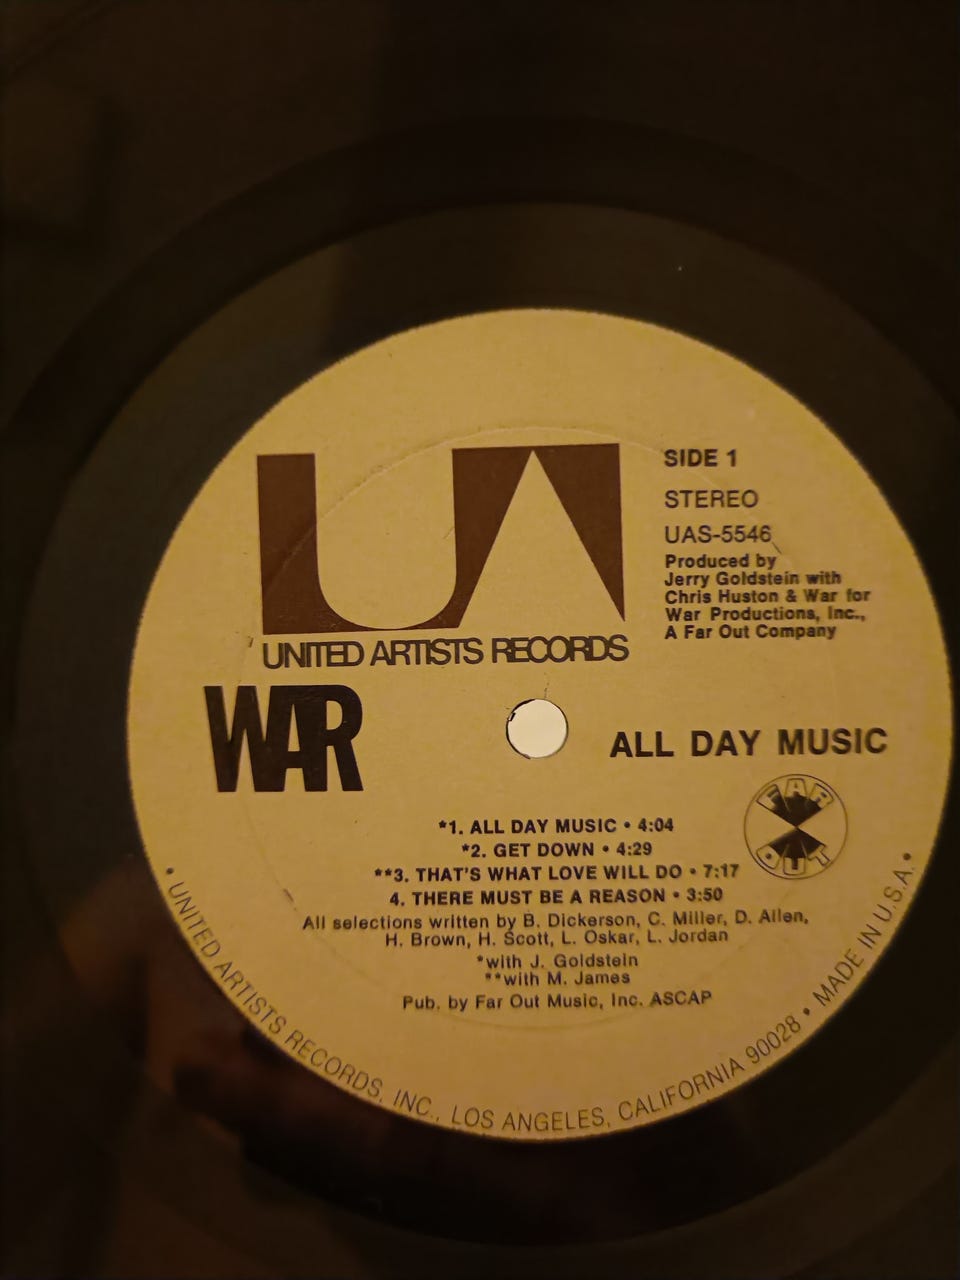 UA
UNITED ARTISTS RECORDS
SIDE 1
STEREO
UAS-5546
Produced by
Jerry Goldstein with
Chris Huston & War for
War Productions, Inc.,
A Far Out Company
WAR
ALL DAY MUSIC
FAR
OUT
*1. ALL DAY MUSIC • 4:04
*2. GET DOWN • 4:29
**3. THAT'S WHAT LOVE WILL DO • 7:17
4. THERE MUST BE A REASON • 3:50
All selections written by B. Dickerson, C. Miller, D. Allen,
H. Brown, H. Scott, L. Oskar, L. Jordan
*with J. Goldstein
**with M. James
Pub. by Far Out Music, Inc. ASCAP
• UNITED ARTISTS RECORDS, INC., LOS ANGELES, CALIFORNIA 90028 • MADE IN U.S.A. •